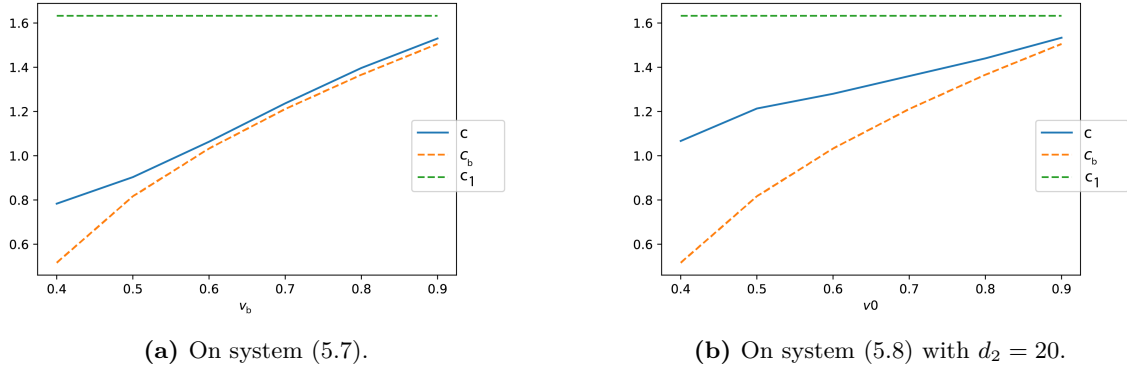 1.6
1.4
1.2
1.0
0.8
0.6
0.4 0.5 0.6 0.7 0.8 0.9
v_b
c
c_b
c_1
(a) On system (5.7).
1.6
1.4
1.2
1.0
0.8
0.6
0.4 0.5 0.6 0.7 0.8 0.9
v0
c
c_b
c_1
(b) On system (5.8) with d_2 = 20.